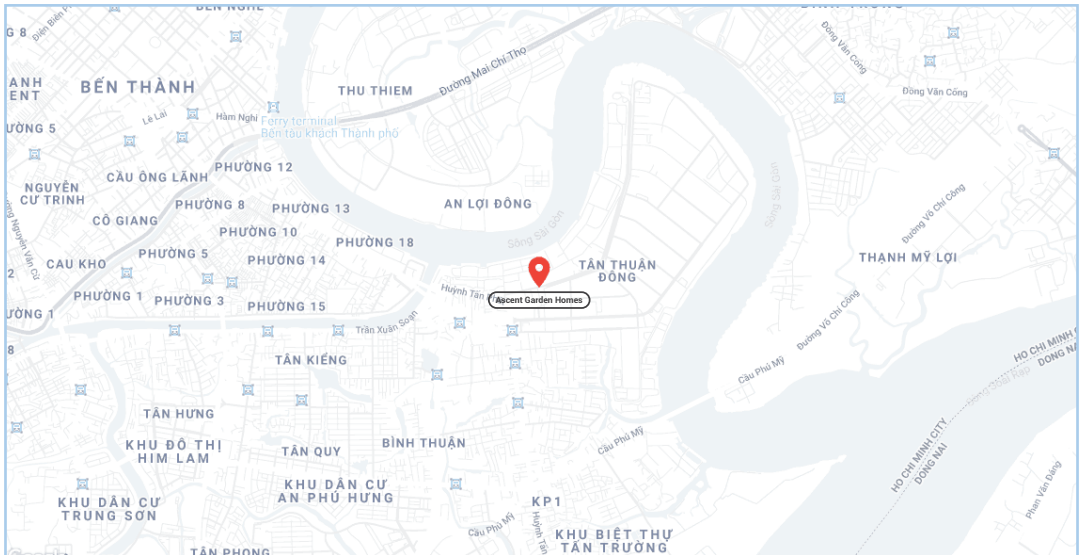 BẾN NGHÉ
Điện Biên P
G 8
Đường Mai Chí Thọ
Đồng Văn Cống
Đồng Văn Cống
ANH
ENT
BẾN THÀNH
THU THIEM
Lê Lai
Hàm Nghi
Ferry terminal
Bến tàu khách Thành phố
ƯỜNG 5
PHƯỜNG 12
CẦU ÔNG LÃNH
NGUYỄN
CƯ TRINH
PHƯỜNG 8
PHƯỜNG 13
AN LỢI ĐÔNG
Sông Sài Gòn
Sông Sài Gòn
Đường Võ Chí Công
CÔ GIANG
ng Nguyễn Văn Cừ
PHƯỜNG 10
PHƯỜNG 18
PHƯỜNG 5
PHƯỜNG 14
CAU KHO
2
TÂN THUẬN
ĐÔNG
THẠNH MỸ LỢI
PHƯỜNG 1
PHƯỜNG 3
PHƯỜNG 15
Huỳnh Tấn Phát
Ascent Garden Homes
ƯỜNG 1
Trần Xuân Soạn
Đường Võ Chí Công
8
TÂN KIỂNG
Cầu Phú Mỹ
HO CHI MINH C
DONG NA
TÂN HƯNG
KHU ĐÔ THỊ
HIM LAM
TÂN QUY
BÌNH THUẬN
Cầu Phú Mỹ
HO CHI MINH CITY
DONG NAI
KHU DÂN CƯ
AN PHÚ HƯNG
KHU DÂN CƯ
TRUNG SƠN
KP1
Cầu Phú Mỹ
Huỳnh Tấn
KHU BIỆT THỰ
TẤN TRƯỜNG
Phan Văn Đáng
TÂN PHONG